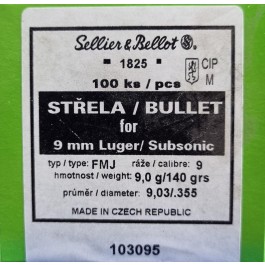 Sellier & Bellot
1825
CIP
M
100 ks / pcs
STŘELA / BULLET
for
9 mm Luger/ Subsonic
typ / type: FMJ ráže / calibre: 9
hmotnost / weight: 9,0 g/140 grs
průměr / diameter: 9,03/.355
MADE IN CZECH REPUBLIC
103095